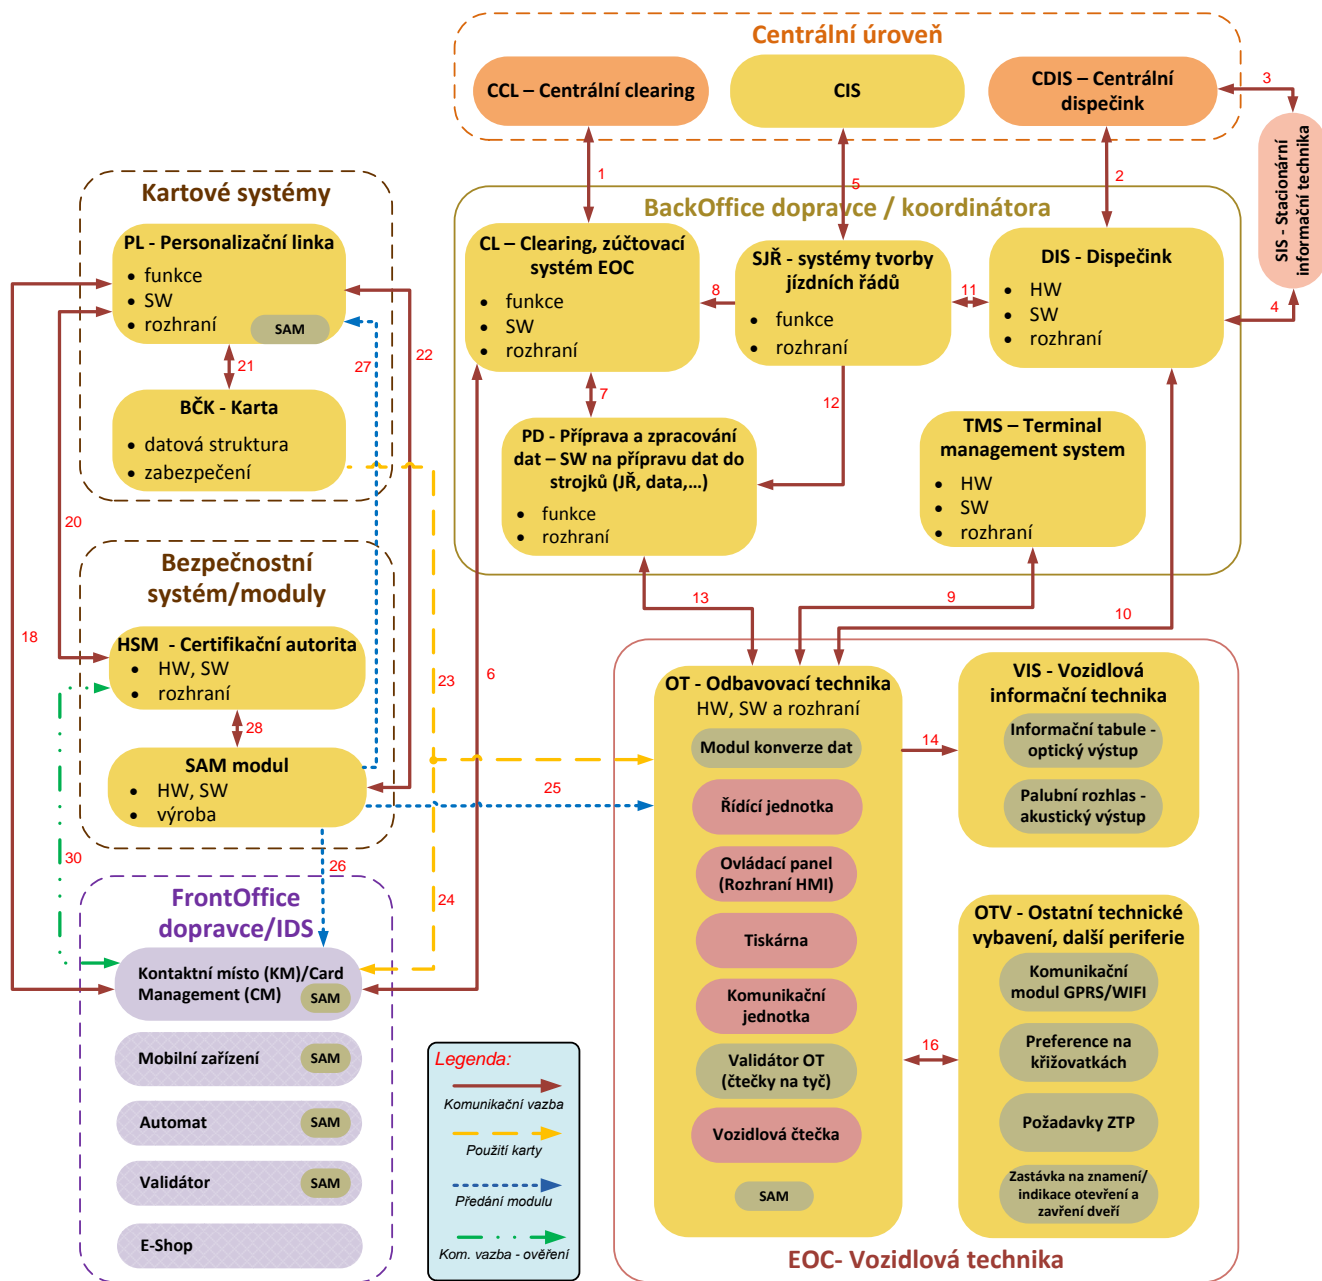 Centrální úroveň
CCL – Centrální clearing
CIS
CDIS – Centrální
dispečink
3
SIS - Stacionární
informační technika
1
5
2
4
Kartové systémy
PL - Personalizační linka
• funkce
• SW
• rozhraní
SAM
21
27
22
BČK - Karta
• datová struktura
• zabezpečení
20
18
BackOffice dopravce / koordinátora
CL – Clearing, zúčtovací
systém EOC
• funkce
• SW
• rozhraní
8
SJŘ - systémy tvorby
jízdních řádů
• funkce
• rozhraní
11
DIS - Dispečink
• HW
• SW
• rozhraní
7
12
PD - Příprava a zpracování
dat – SW na přípravu dat do
strojků (JŘ, data,...)
• funkce
• rozhraní
TMS – Terminal
management system
• HW
• SW
• rozhraní
13
9
10
Bezpečnostní
systém/moduly
HSM - Certifikační autorita
• HW, SW
• rozhraní
28
SAM modul
• HW, SW
• výroba
23
6
25
30
26
24
FrontOffice
dopravce/IDS
Kontaktní místo (KM)/Card
Management (CM)
SAM
Mobilní zařízení
SAM
Automat
SAM
Validátor
SAM
E-Shop
Legenda:
Komunikační vazba
Použití karty
Předání modulu
Kom. vazba - ověření
OT - Odbavovací technika
HW, SW a rozhraní
Modul konverze dat
Řídící jednotka
Ovládací panel
(Rozhraní HMI)
Tiskárna
Komunikační
jednotka
Validátor OT
(čtečky na tyč)
Vozidlová čtečka
SAM
14
16
VIS - Vozidlová
informační technika
Informační tabule -
optický výstup
Palubní rozhlas -
akustický výstup
OTV - Ostatní technické
vybavení, další periferie
Komunikační
modul GPRS/WIFI
Preference na
křižovatkách
Požadavky ZTP
Zastávka na znamení/
indikace otevření a
zavření dveří
EOC- Vozidlová technika